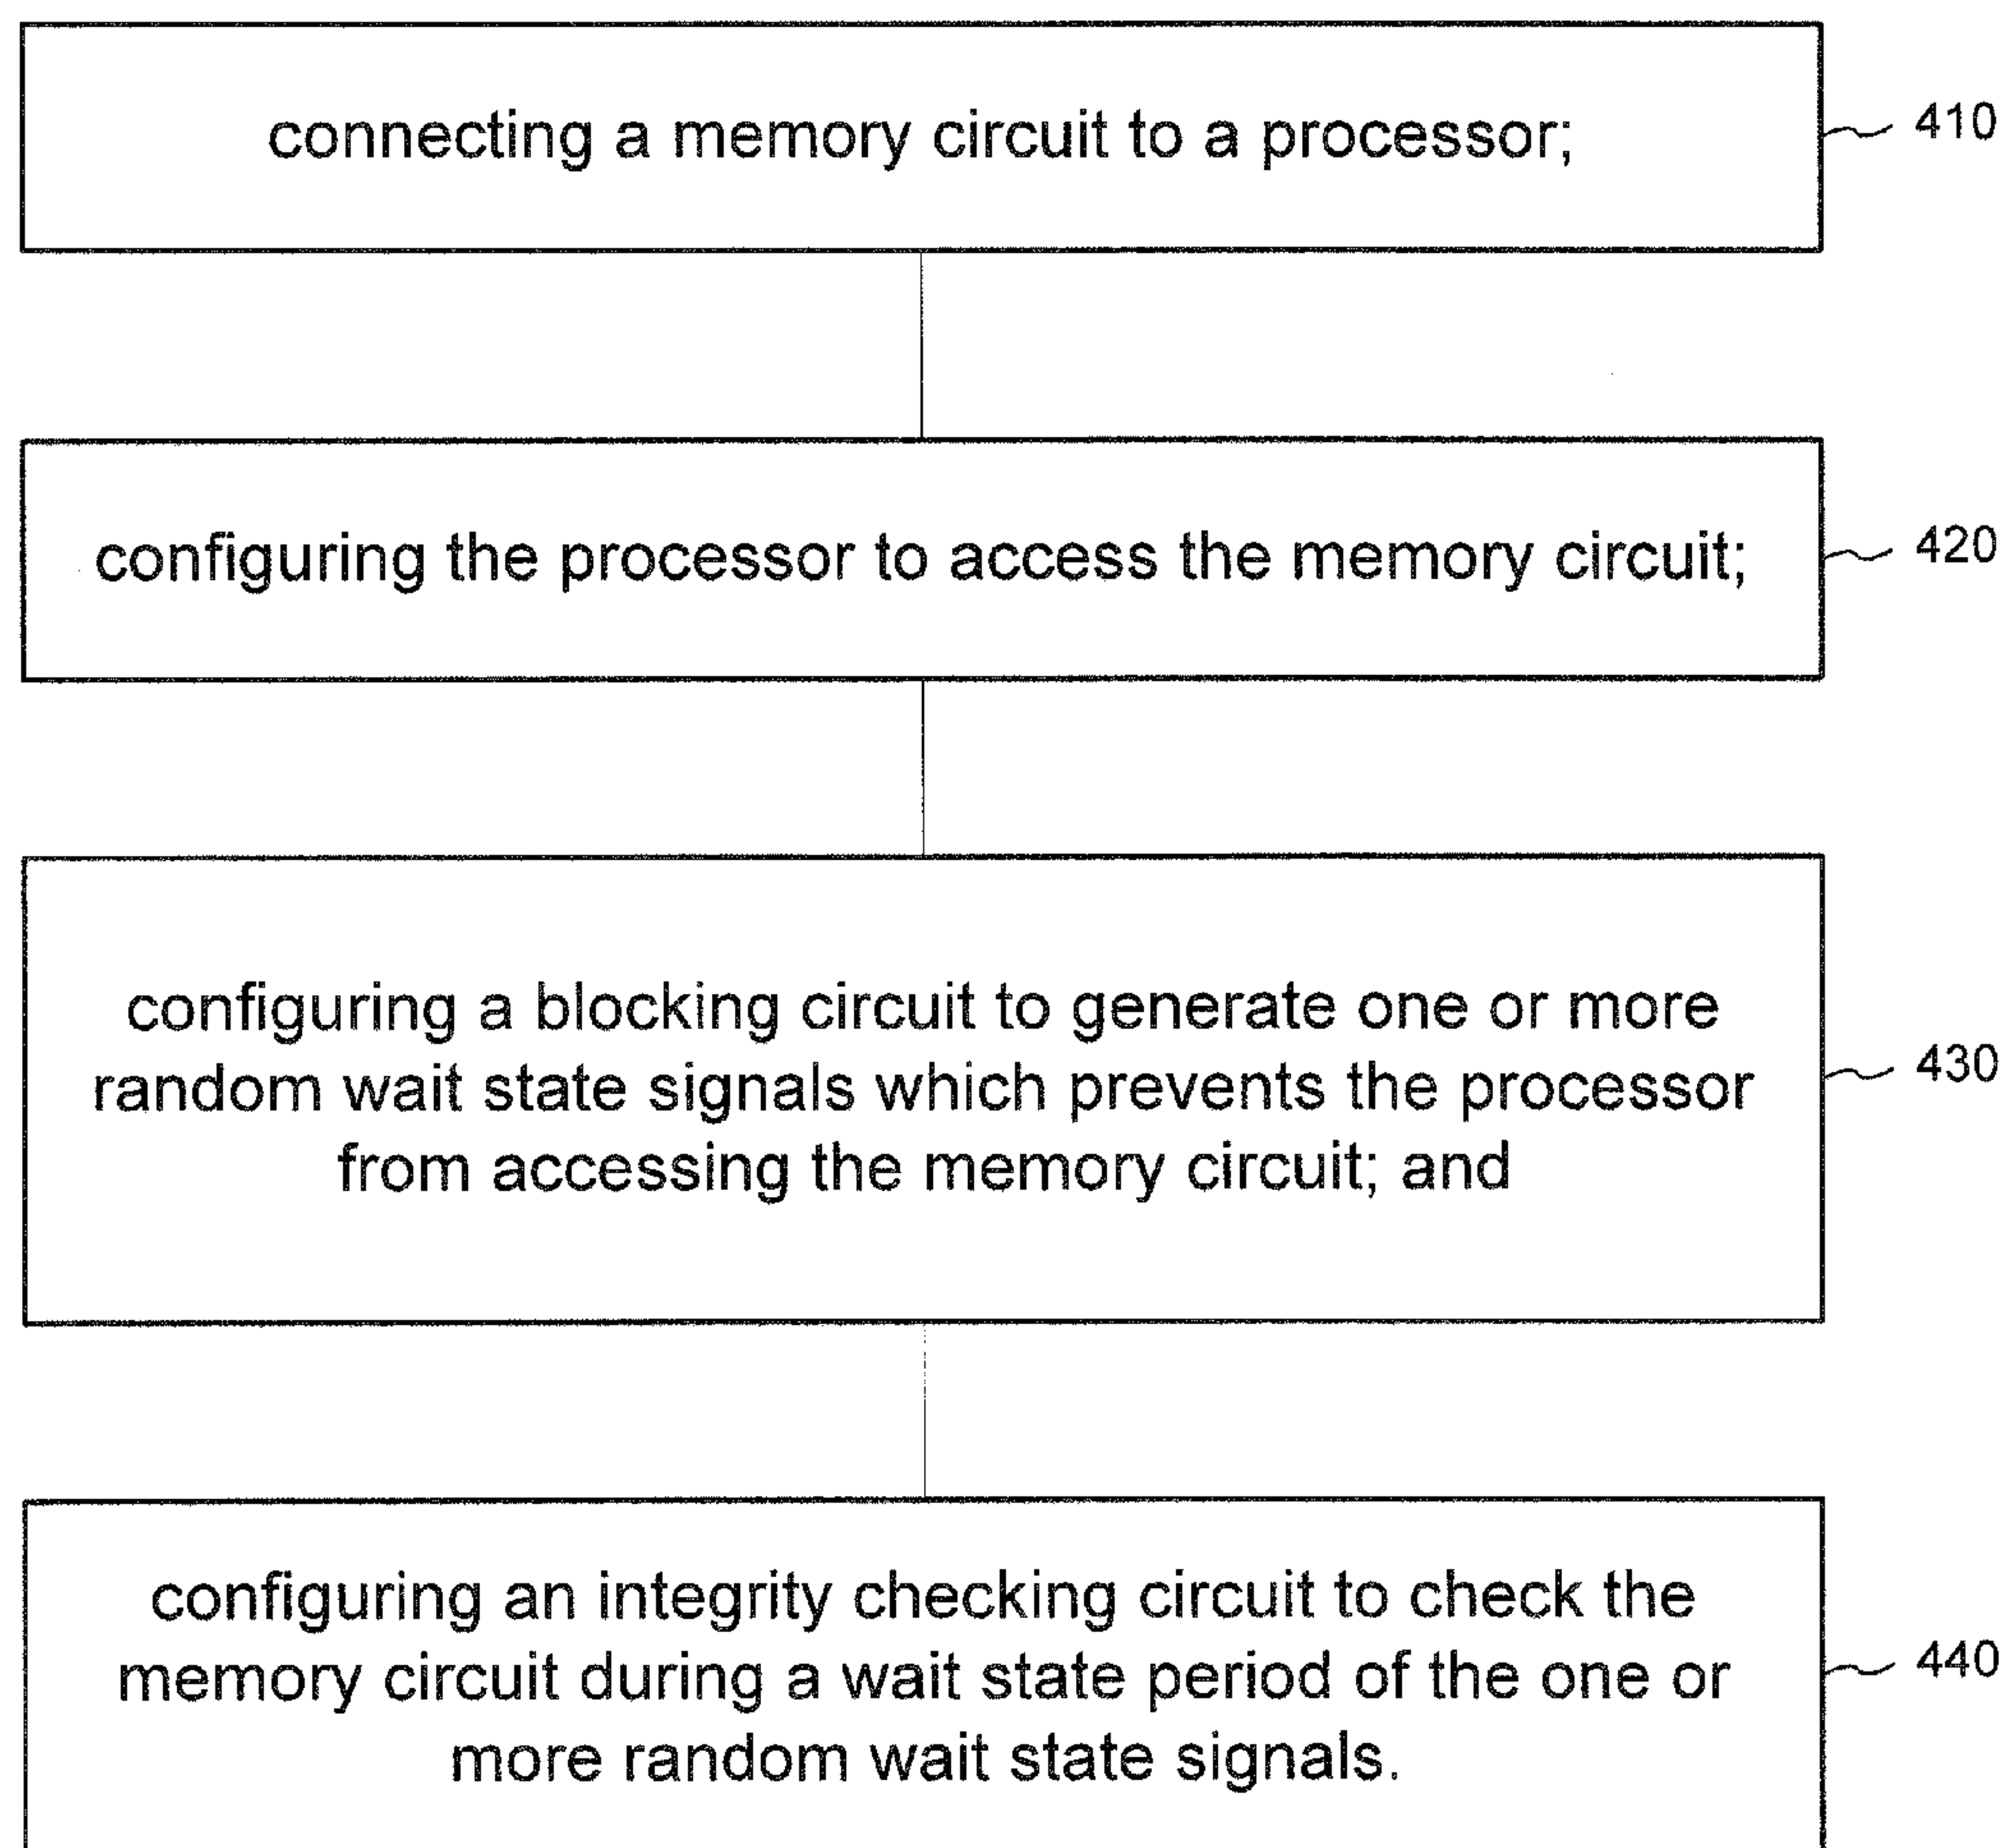 connecting a memory circuit to a processor;
410
configuring the processor to access the memory circuit;
420
configuring a blocking circuit to generate one or more
random wait state signals which prevents the processor
from accessing the memory circuit; and
430
configuring an integrity checking circuit to check the
memory circuit during a wait state period of the one or
more random wait state signals.
440